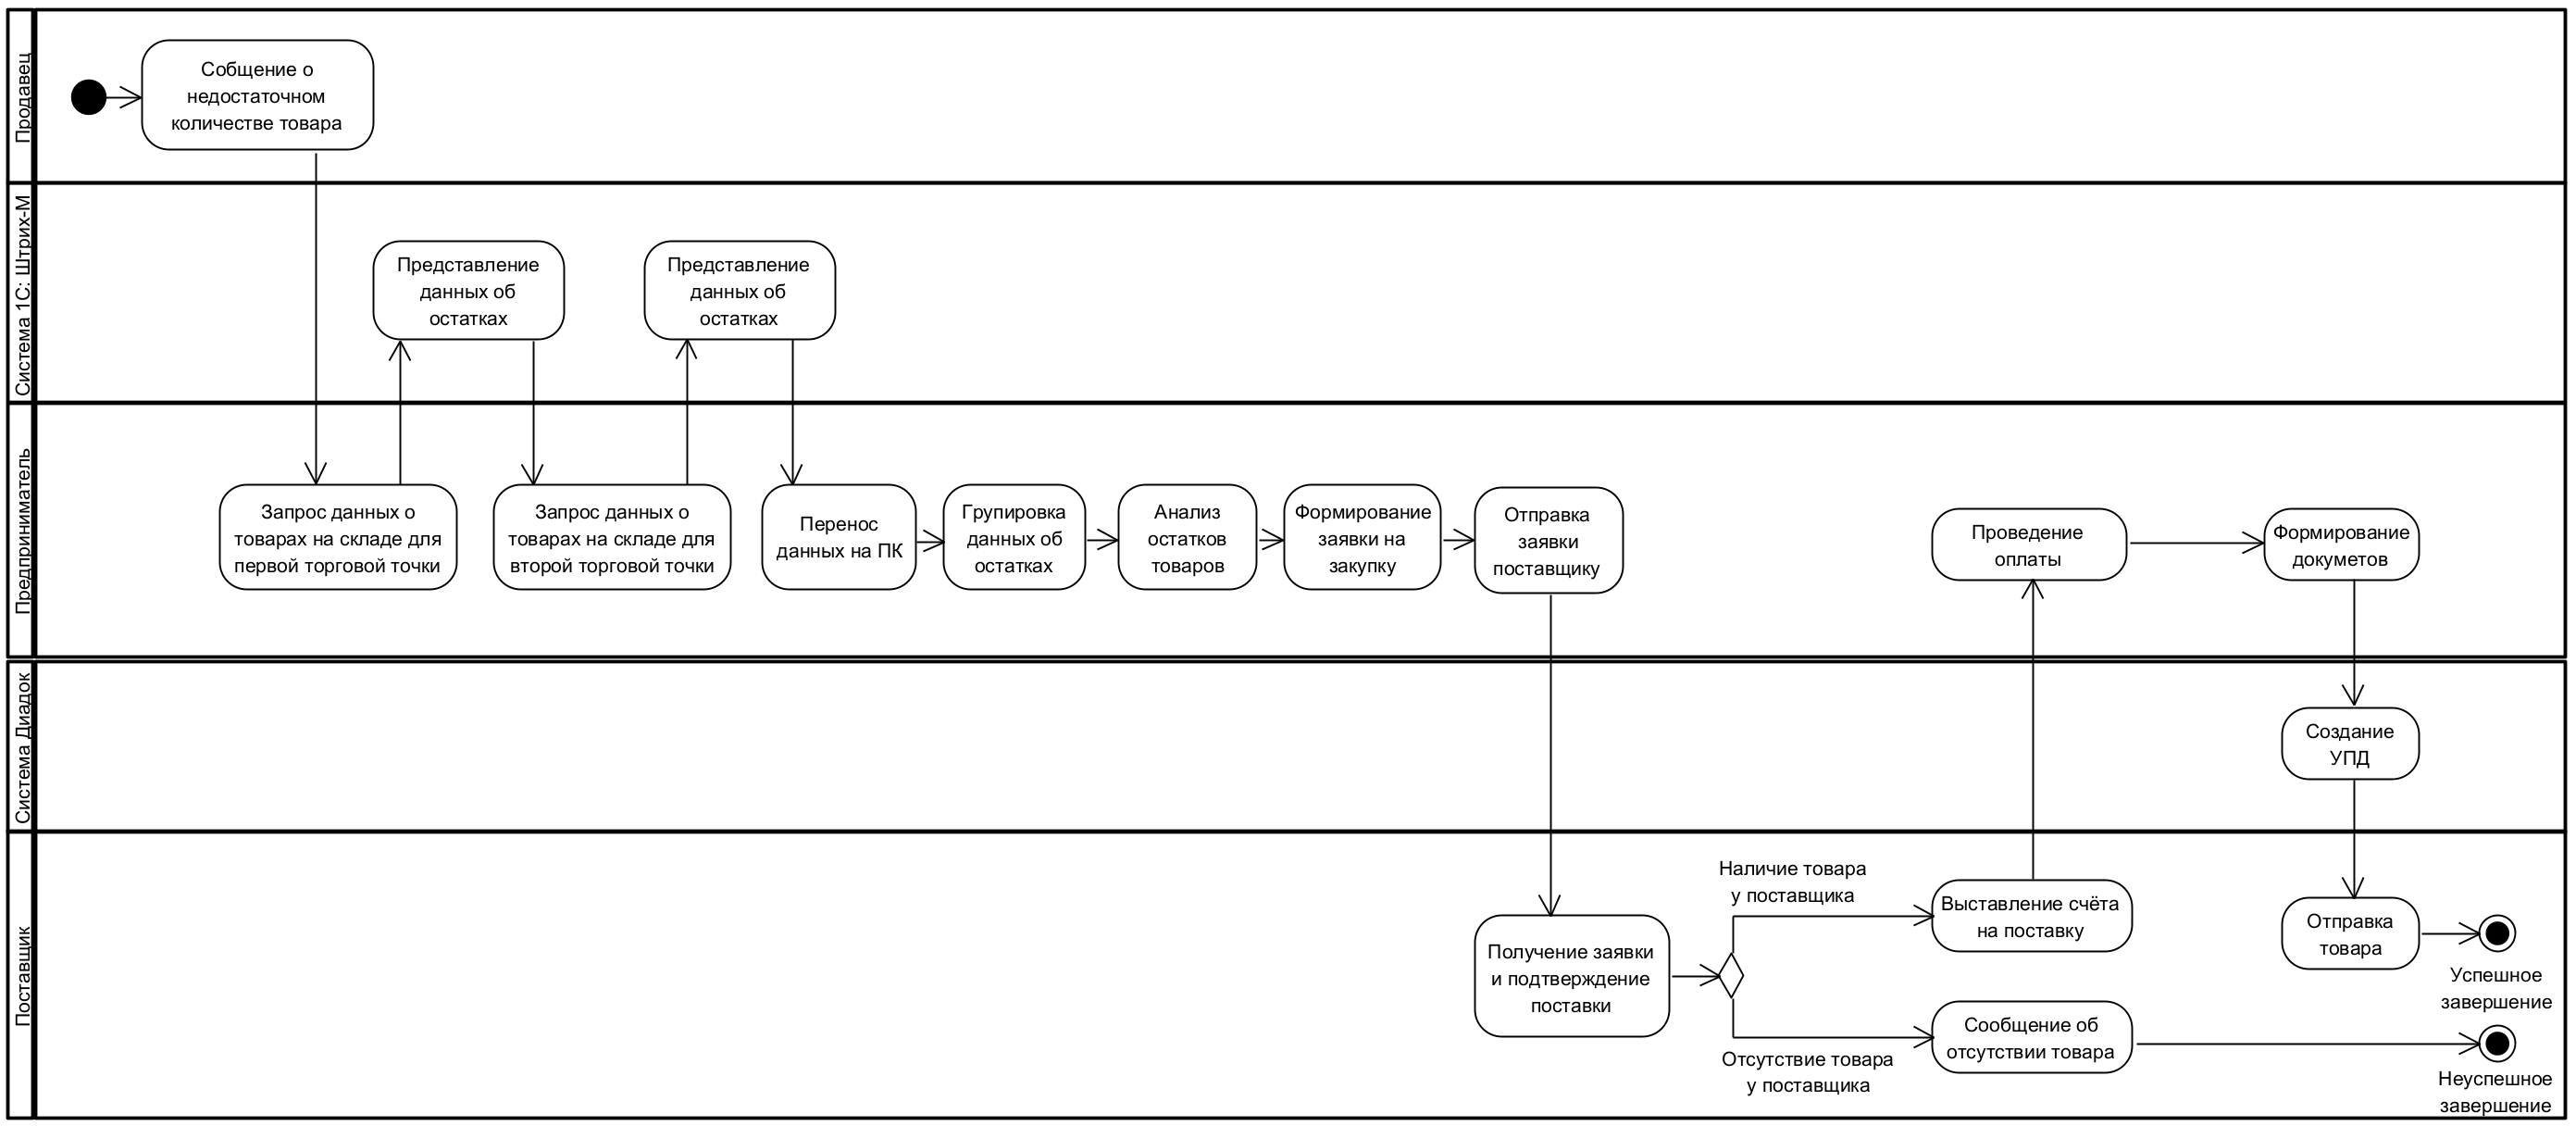 Продавец
Собщение о
недостаточном
количестве товара
Система 1С: Штрих-М
Представление
данных об
остатках
Представление
данных об
остатках
Предприниматель
Запрос данных о
товарах на складе для
первой торговой точки
Запрос данных о
товарах на складе для
второй торговой точки
Перенос
данных на ПК
Групировка
данных об
остатках
Анализ
остатков
товаров
Формирование
заявки на
закупку
Отправка
заявки
поставщику
Проведение
оплаты
Формирование
докуметов
Система Диадок
Создание
УПД
Поставщик
Получение заявки
и подтверждение
поставки
Наличие товара
у поставщика
Отсутствие товара
у поставщика
Выставление счёта
на поставку
Сообщение об
отсутствии товара
Отправка
товара
Успешное
завершение
Неуспешное
завершение